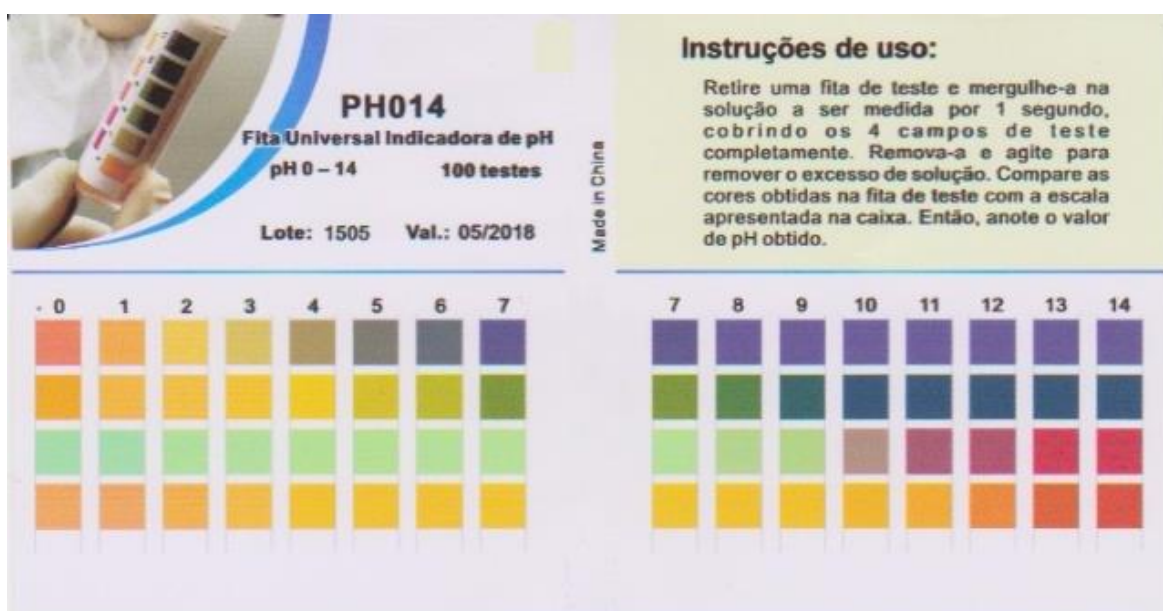 PH014
Fita Universal Indicadora de pH
pH 0 – 14 100 testes
Lote: 1505 Val.: 05/2018
Made in China
Instruções de uso:
Retire uma fita de teste e mergulhe-a na
solução a ser medida por 1 segundo,
cobrindo os 4 campos de teste
completamente. Remova-a e agite para
remover o excesso de solução. Compare as
cores obtidas na fita de teste com a escala
apresentada na caixa. Então, anote o valor
de pH obtido.
0 1 2 3 4 5 6 7
7 8 9 10 11 12 13 14